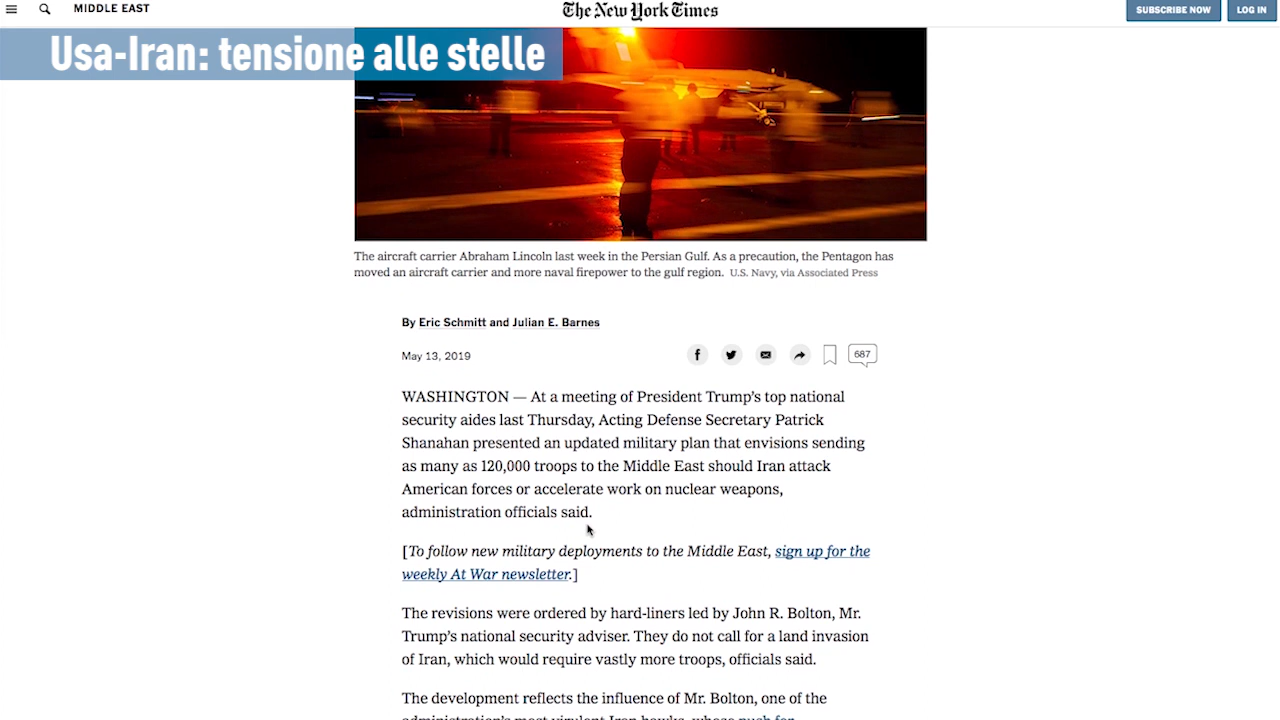 MIDDLE EAST
The New York Times
SUBSCRIBE NOW
LOG IN
Usa-Iran: tensione alle stelle
The aircraft carrier Abraham Lincoln last week in the Persian Gulf. As a precaution, the Pentagon has
moved an aircraft carrier and more naval firepower to the gulf region. U.S. Navy, via Associated Press
By Eric Schmitt and Julian E. Barnes
May 13, 2019
687
WASHINGTON — At a meeting of President Trump's top national
security aides last Thursday, Acting Defense Secretary Patrick
Shanahan presented an updated military plan that envisions sending
as many as 120,000 troops to the Middle East should Iran attack
American forces or accelerate work on nuclear weapons,
administration officials said.
[To follow new military deployments to the Middle East, sign up for the
weekly At War newsletter.]
The revisions were ordered by hard-liners led by John R. Bolton, Mr.
Trump's national security adviser. They do not call for a land invasion
of Iran, which would require vastly more troops, officials said.
The development reflects the influence of Mr. Bolton, one of the
administration's most virulent Iran hawks, whose push for